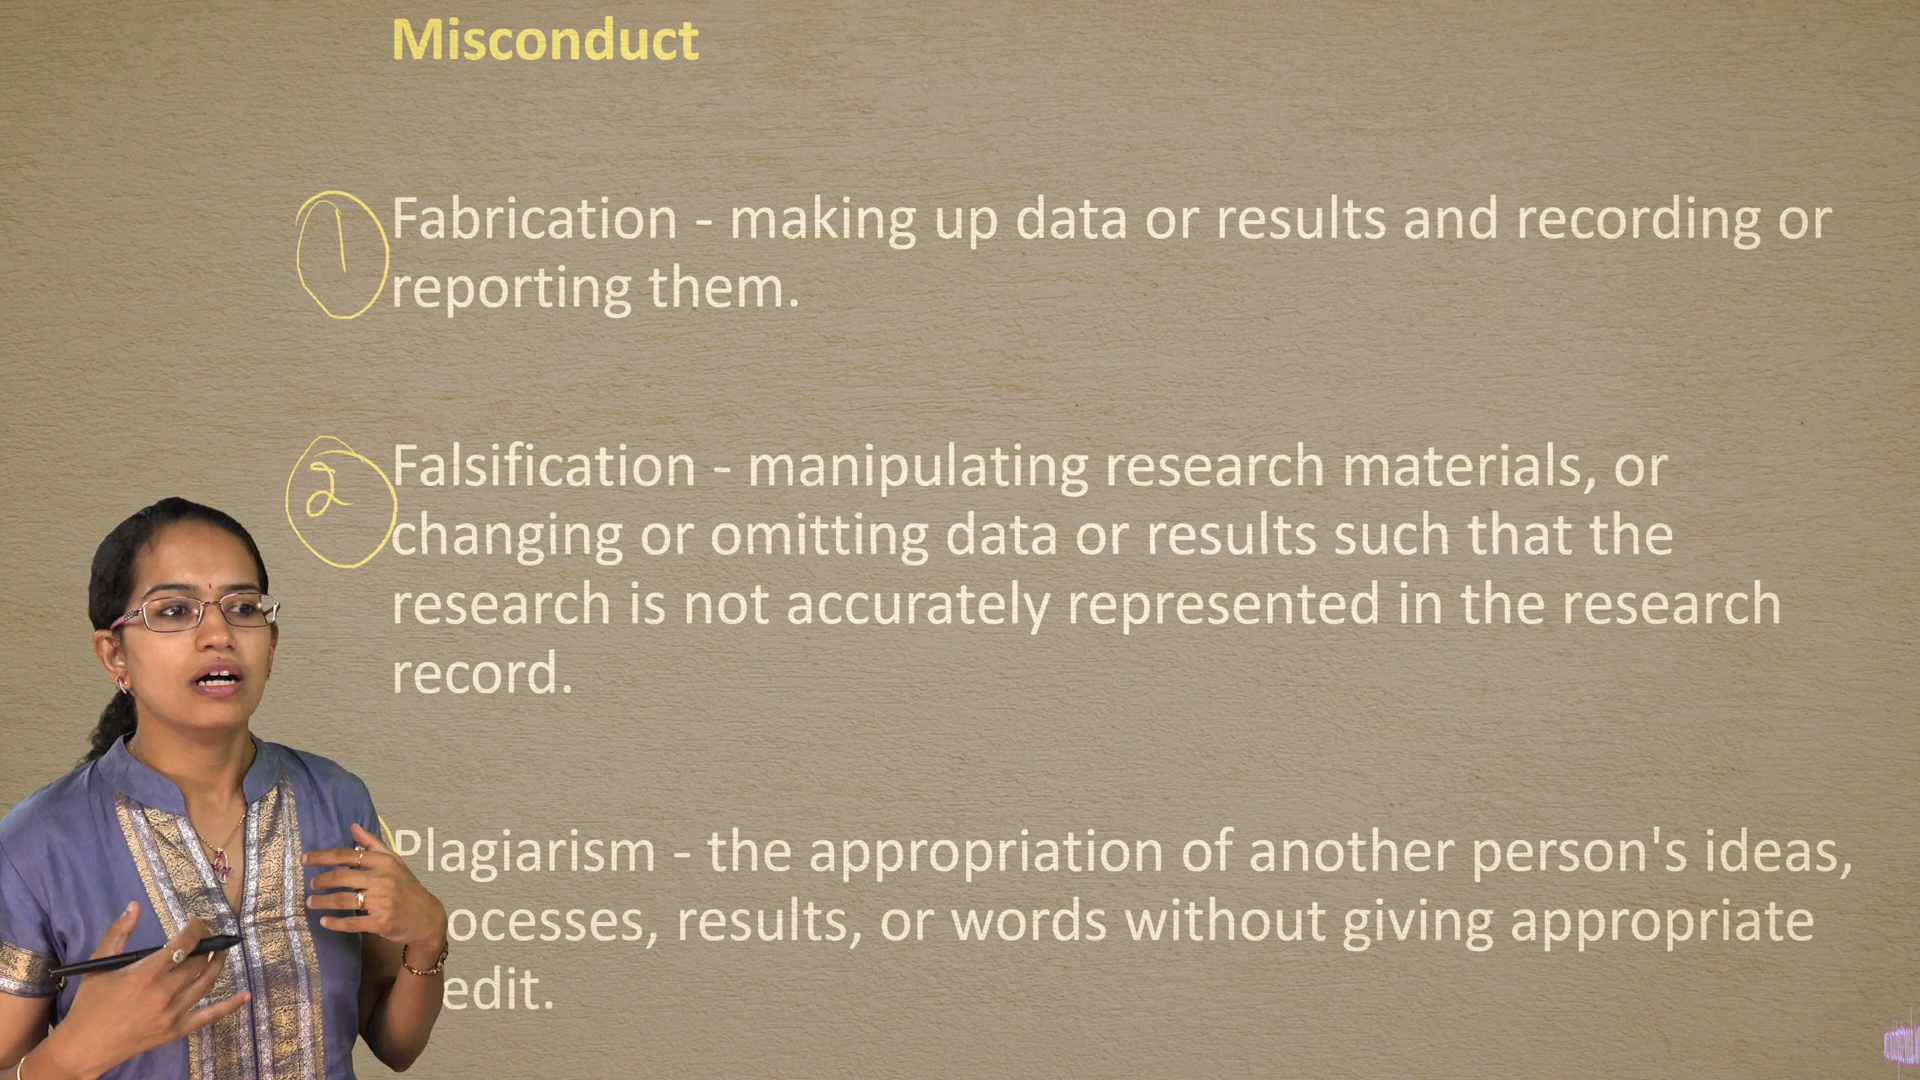 Misconduct
1
Fabrication - making up data or results and recording or
reporting them.
2
Falsification - manipulating research materials, or
changing or omitting data or results such that the
research is not accurately represented in the research
record.
Plagiarism - the appropriation of another person's ideas,
results, or words without giving appropriate